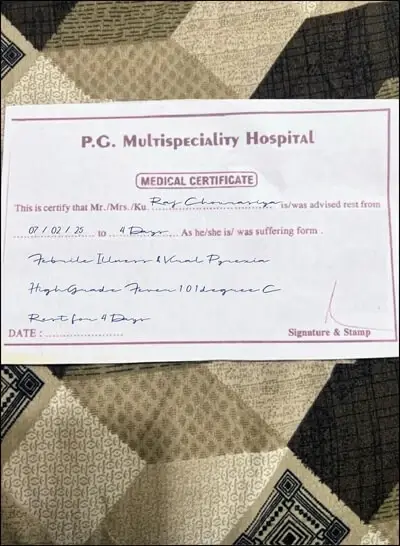 P.G. Multispeciality Hospital
MEDICAL CERTIFICATE
This is certify that Mr./Mrs./Ku. Raj Chourasiya is/was advised rest from
07 / 02 / 25 to 4 Days . As he/she is/ was suffering form .
Febrile Illness & Viral Pyrexia
High Grade Fever 101 degree C
Rest for 4 Days
DATE : ........................ Signature & Stamp